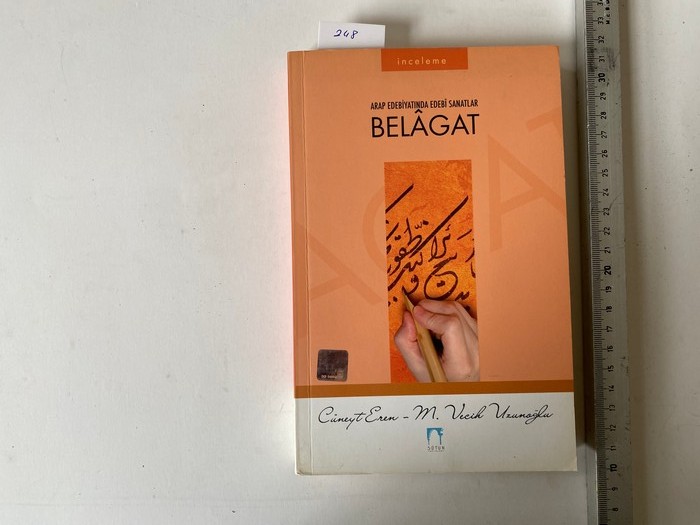 248
inceleme
ARAP EDEBİYATINDA EDEBÎ SANATLAR
BELÂGAT
Cüneyt Eren - M. Vecih Uzunoğlu